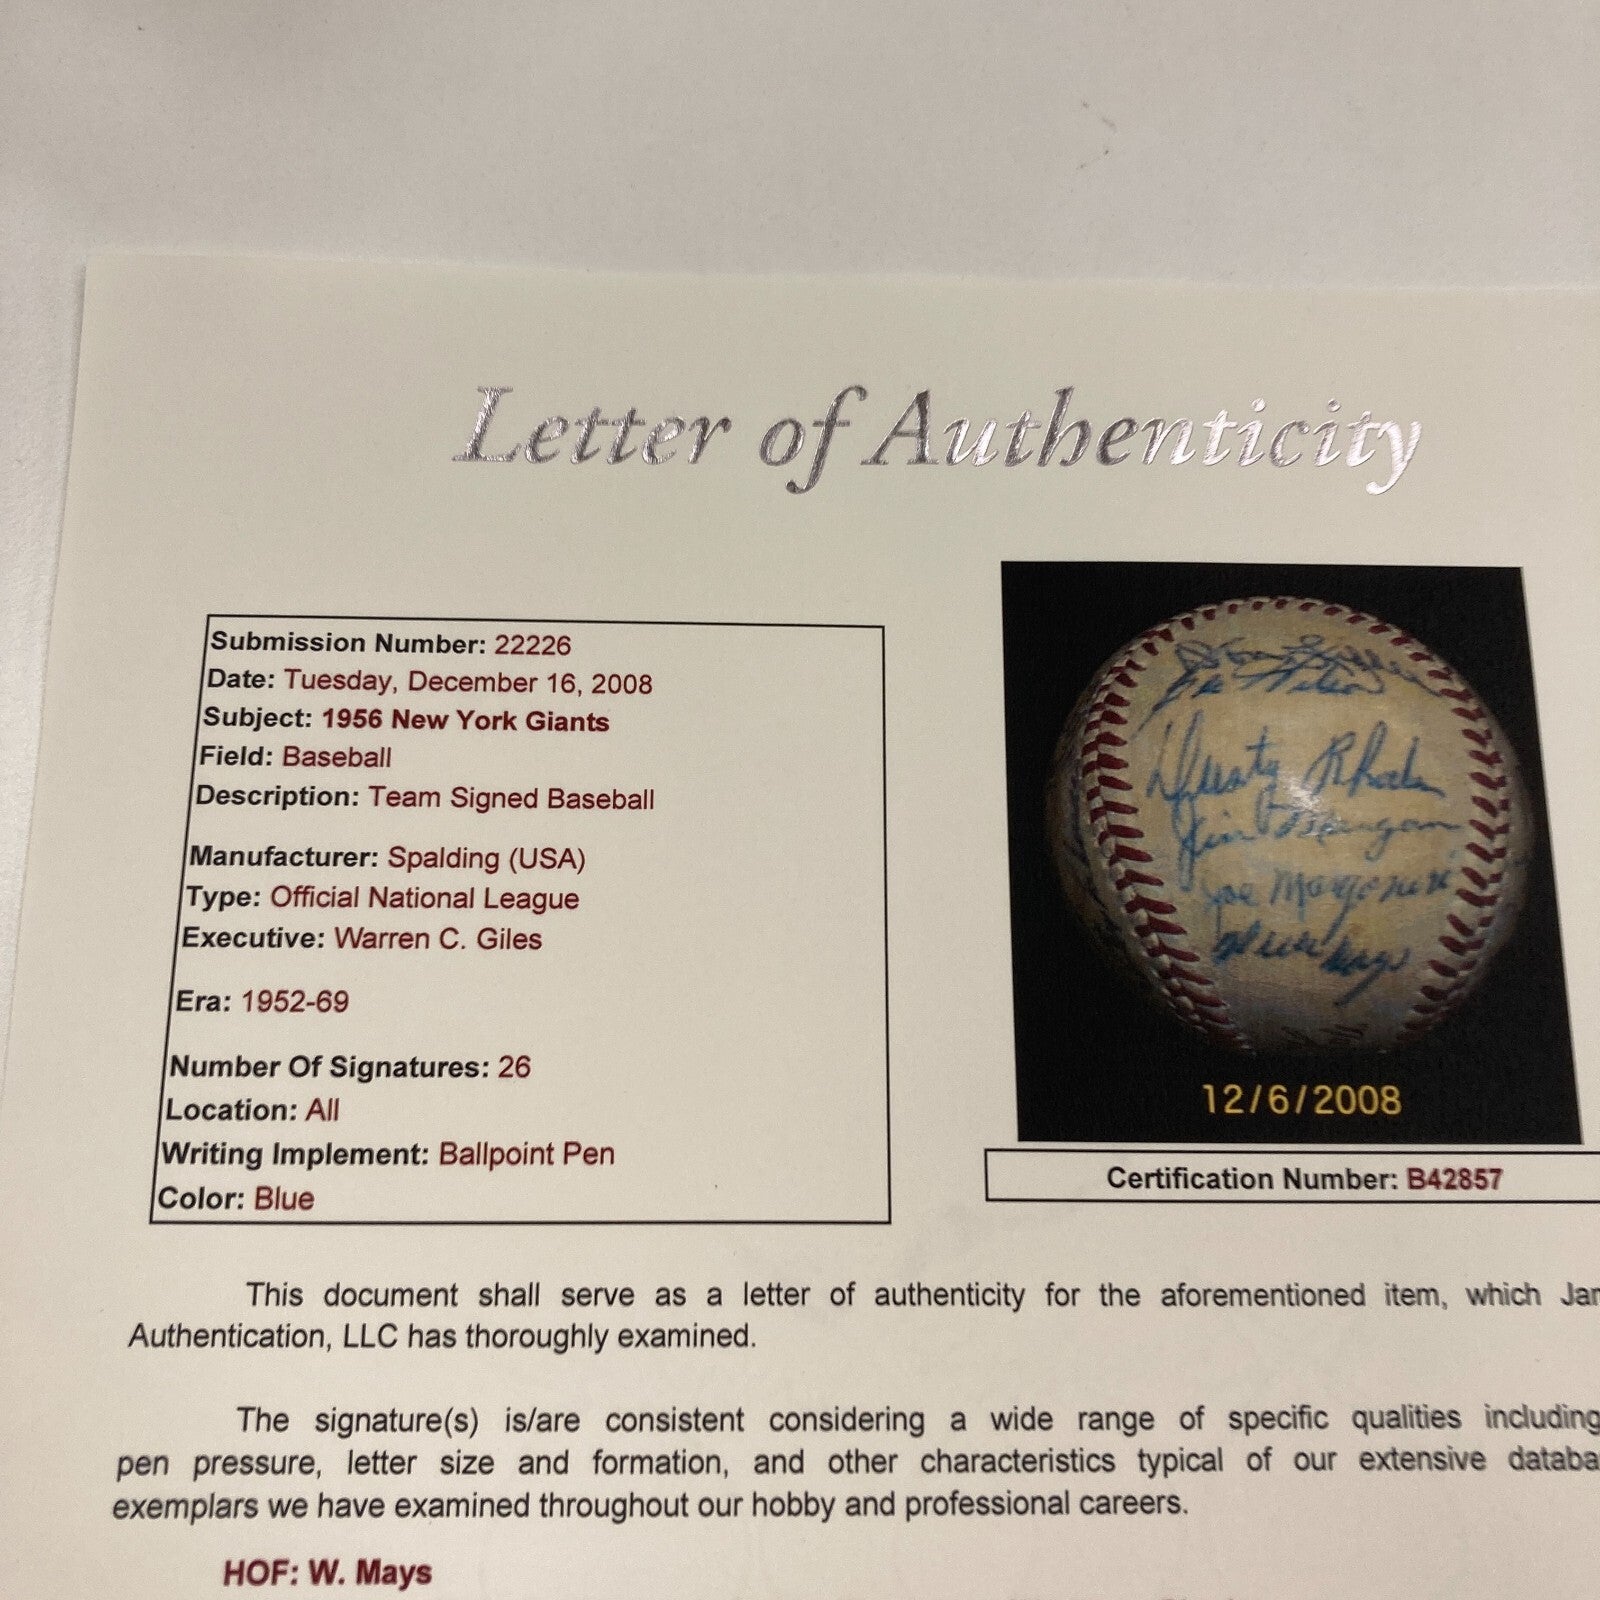 Letter of Authenticity
Submission Number: 22226
Date: Tuesday, December 16, 2008
Subject: 1956 New York Giants
Field: Baseball
Description: Team Signed Baseball
Manufacturer: Spalding (USA)
Type: Official National League
Executive: Warren C. Giles
Era: 1952-69
Number Of Signatures: 26
Location: All
Writing Implement: Ballpoint Pen
Color: Blue
Dusty Rhodes
Jim Mangan
Joe Margoneri
Willie Mays
12/6/2008
Certification Number: B42857
This document shall serve as a letter of authenticity for the aforementioned item, which Jam
Authentication, LLC has thoroughly examined.
The signature(s) is/are consistent considering a wide range of specific qualities including
pen pressure, letter size and formation, and other characteristics typical of our extensive databa
exemplars we have examined throughout our hobby and professional careers.
HOF: W. Mays